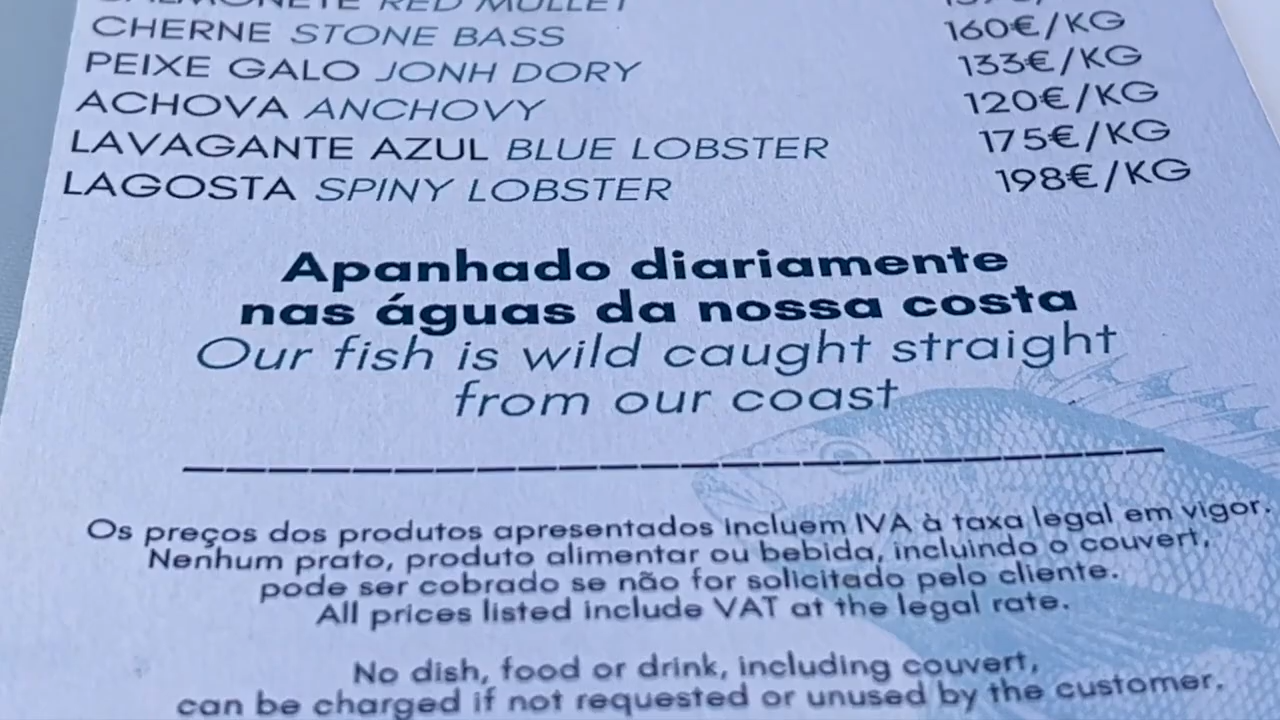 SALMONETE RED MULLET
CHERNE STONE BASS 160€/KG
PEIXE GALO JONH DORY 133€/KG
ACHOVA ANCHOVY 120€/KG
LAVAGANTE AZUL BLUE LOBSTER 175€/KG
LAGOSTA SPINY LOBSTER 198€/KG
Apanhado diariamente
nas águas da nossa costa
Our fish is wild caught straight
from our coast
Os preços dos produtos apresentados incluem IVA à taxa legal em vigor.
Nenhum prato, produto alimentar ou bebida, incluindo o couvert,
pode ser cobrado se não for solicitado pelo cliente.
All prices listed include VAT at the legal rate.
No dish, food or drink, including couvert,
can be charged if not requested or unused by the customer.